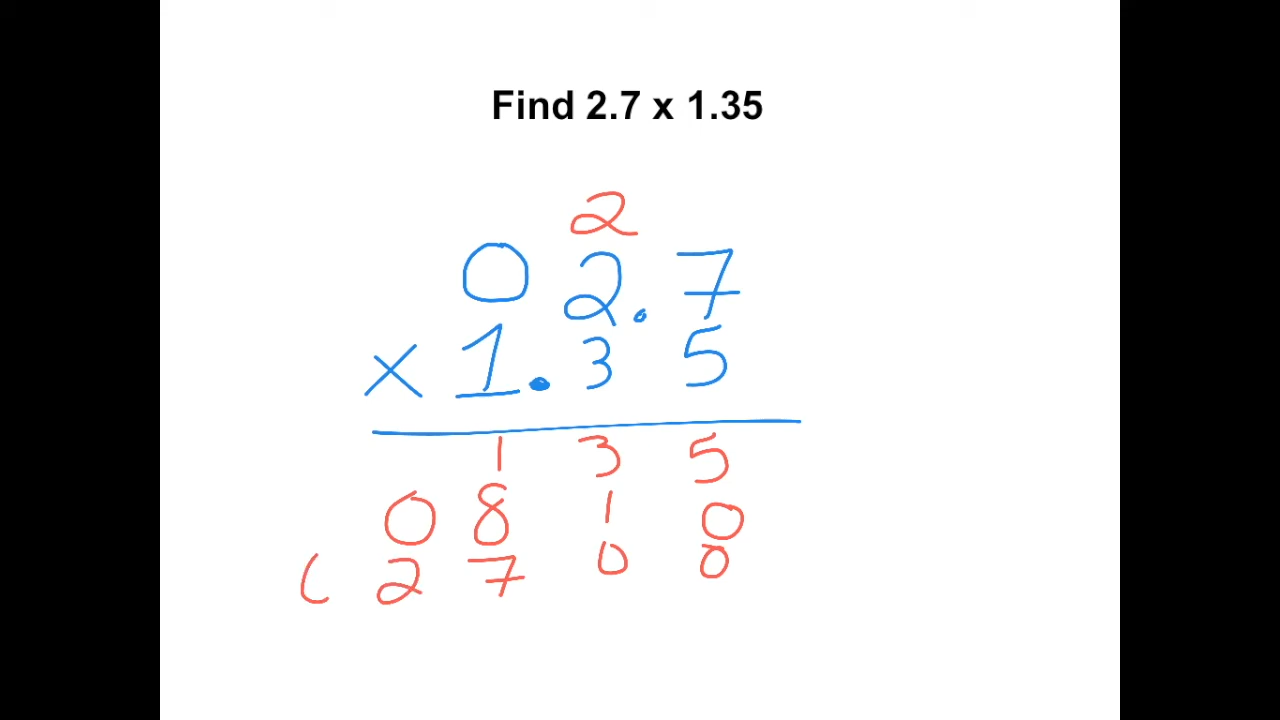 Find 2.7 x 1.35
2
0 2.7
x 1.3 5
1 3 5
0 8 1 0
2 7 0 0